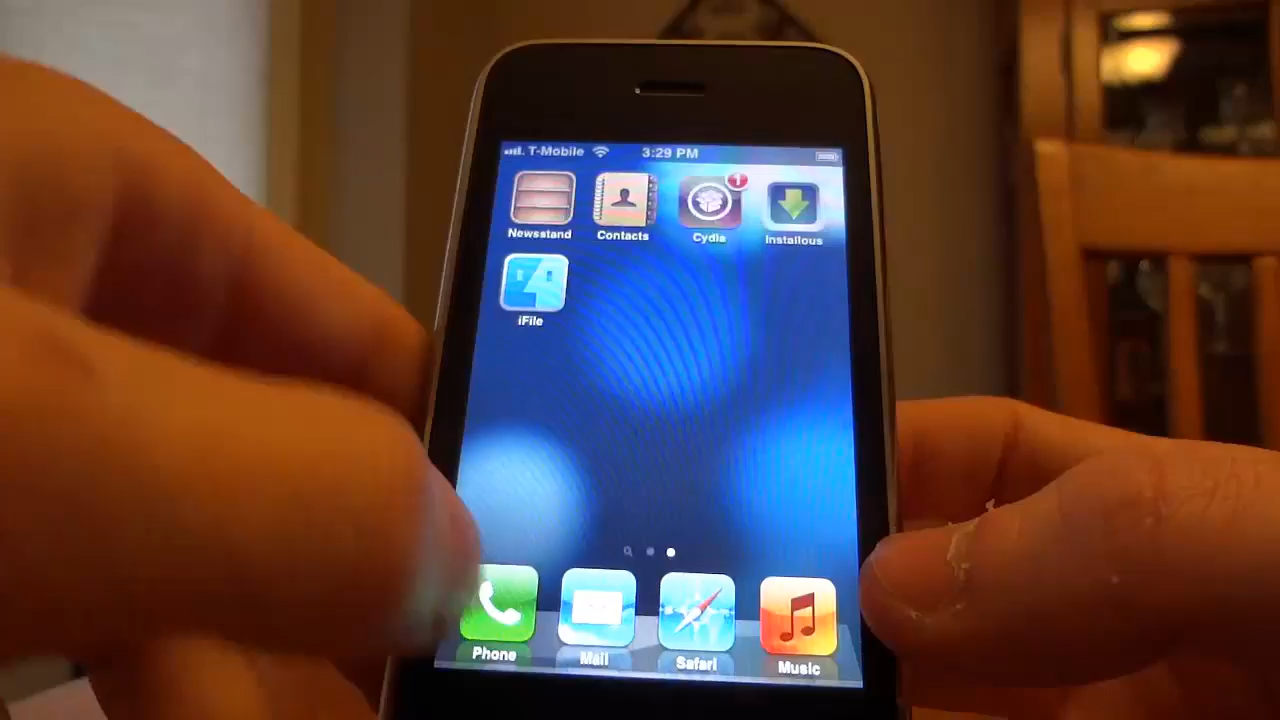 T-Mobile 3:29 PM
1
Newsstand Contacts Cydia Installous
iFile
Phone Mail Safari Music